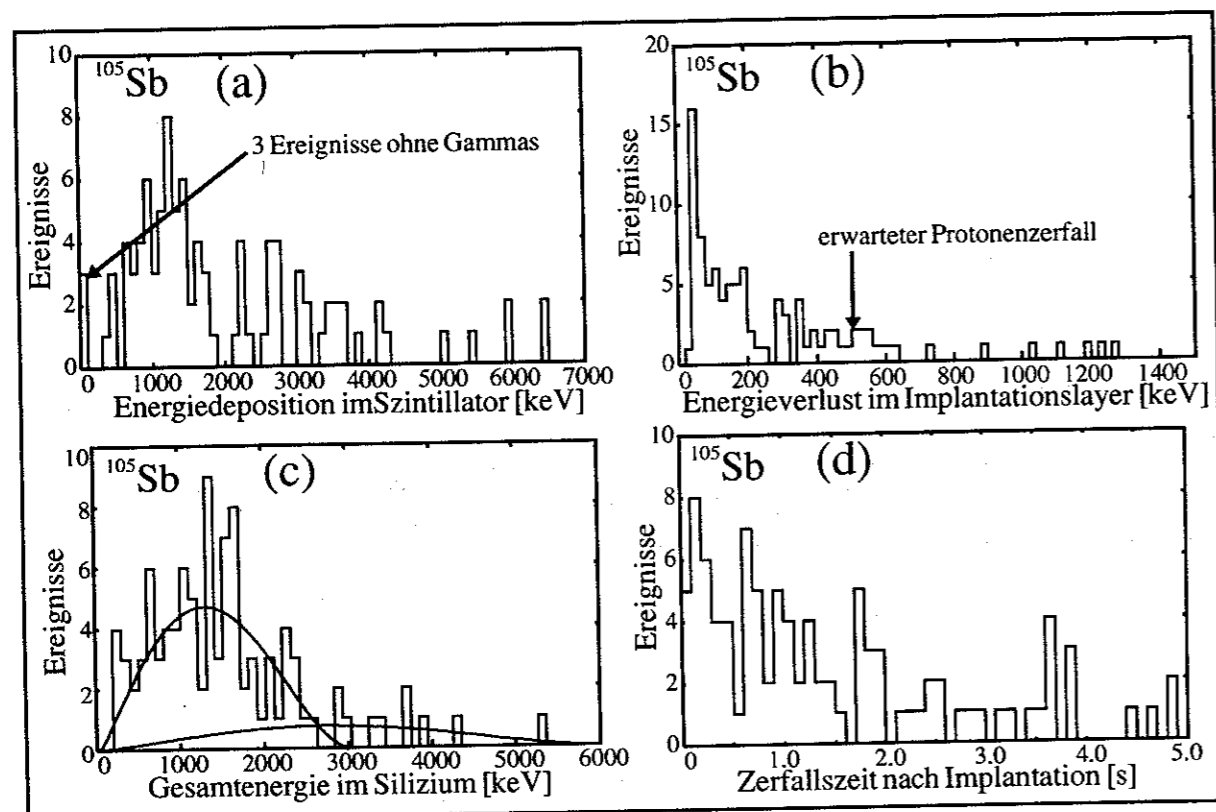 10
8
6
4
2
0
Ereignisse
¹⁰⁵Sb
(a)
3 Ereignisse ohne Gammas
0 1000 2000 3000 4000 5000 6000 7000
Energiedeposition imSzintillator [keV]
20
15
10
5
0
Ereignisse
¹⁰⁵Sb
(b)
erwarteter Protonenzerfall
0 200 400 600 800 1000 1200 1400
Energieverlust im Implantationslayer [keV]
10
8
6
4
2
0
Ereignisse
¹⁰⁵Sb
(c)
0 1000 2000 3000 4000 5000 6000
Gesamtenergie im Silizium [keV]
10
8
6
4
2
0
Ereignisse
¹⁰⁵Sb
(d)
0 1.0 2.0 3.0 4.0 5.0
Zerfallszeit nach Implantation [s]